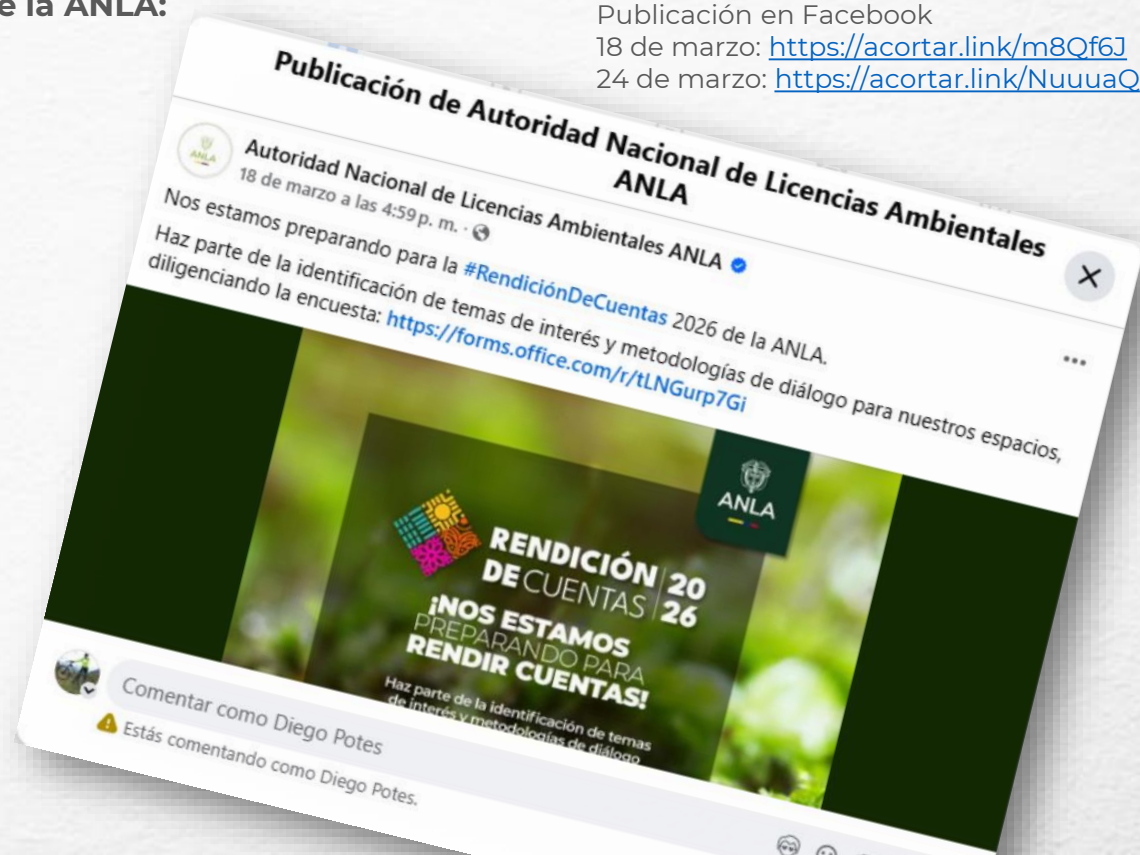 e la ANLA:
Publicación en Facebook
18 de marzo: https://acortar.link/m8Qf6J
24 de marzo: https://acortar.link/NuuuaQ
Publicación de Autoridad Nacional de Licencias Ambientales
ANLA
ANLA
Autoridad Nacional de Licencias Ambientales ANLA
18 de marzo a las 4:59 p. m. ·
Nos estamos preparando para la #RendiciónDeCuentas 2026 de la ANLA.
Haz parte de la identificación de temas de interés y metodologías de diálogo para nuestros espacios,
diligenciando la encuesta: https://forms.office.com/r/tLNGurp7Gi
ANLA
RENDICIÓN 20
DE CUENTAS 26
¡NOS ESTAMOS
PREPARANDO PARA
RENDIR CUENTAS!
Haz parte de la identificación de temas
de interés y metodologías de diálogo
Comentar como Diego Potes
Estás comentando como Diego Potes.